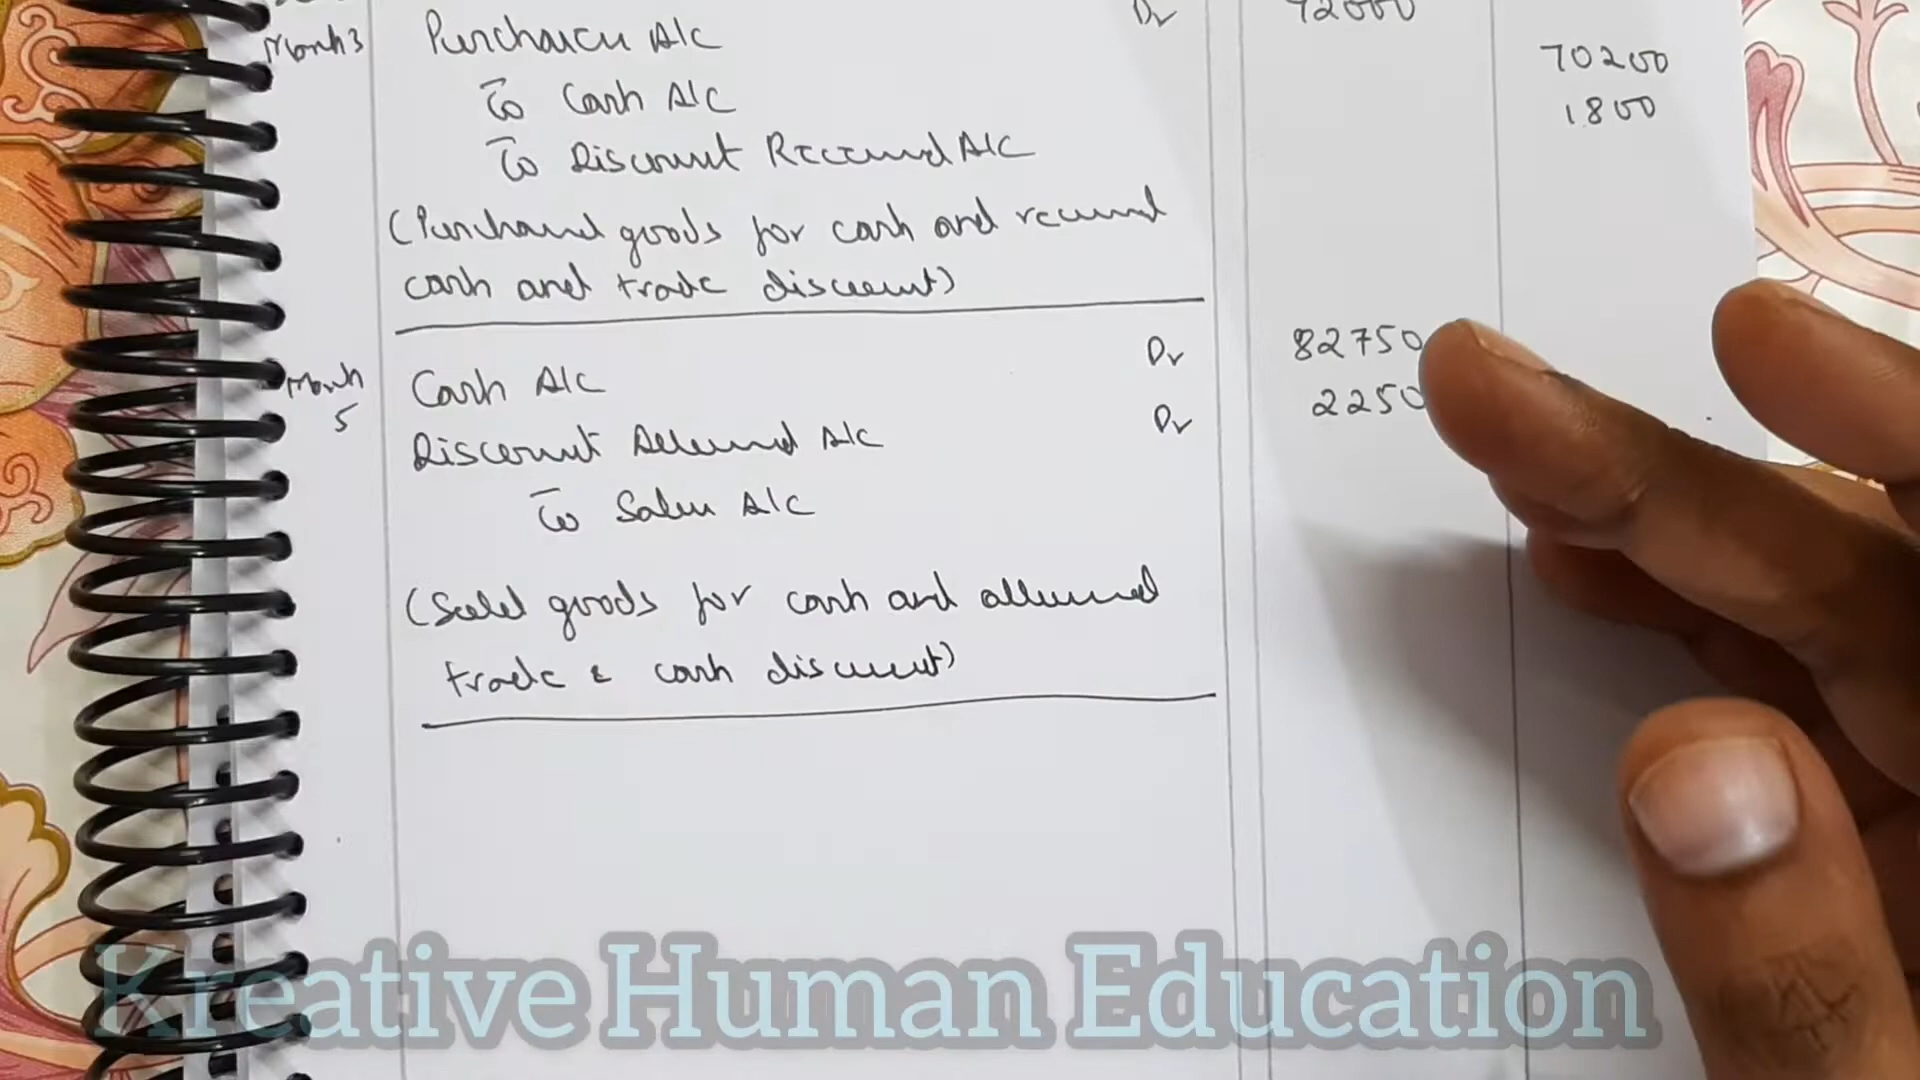 March 3 Purchases A/c Dr 72000
To Cash A/c 70200
To Discount Received A/c 1800
(Purchased goods for cash and received
cash and trade discount)
March 5 Cash A/c Dr 82750
Discount Allowed A/c Dr 2250
To Sales A/c
(Sold goods for cash and allowed
trade & cash discount)
Kreative Human Education